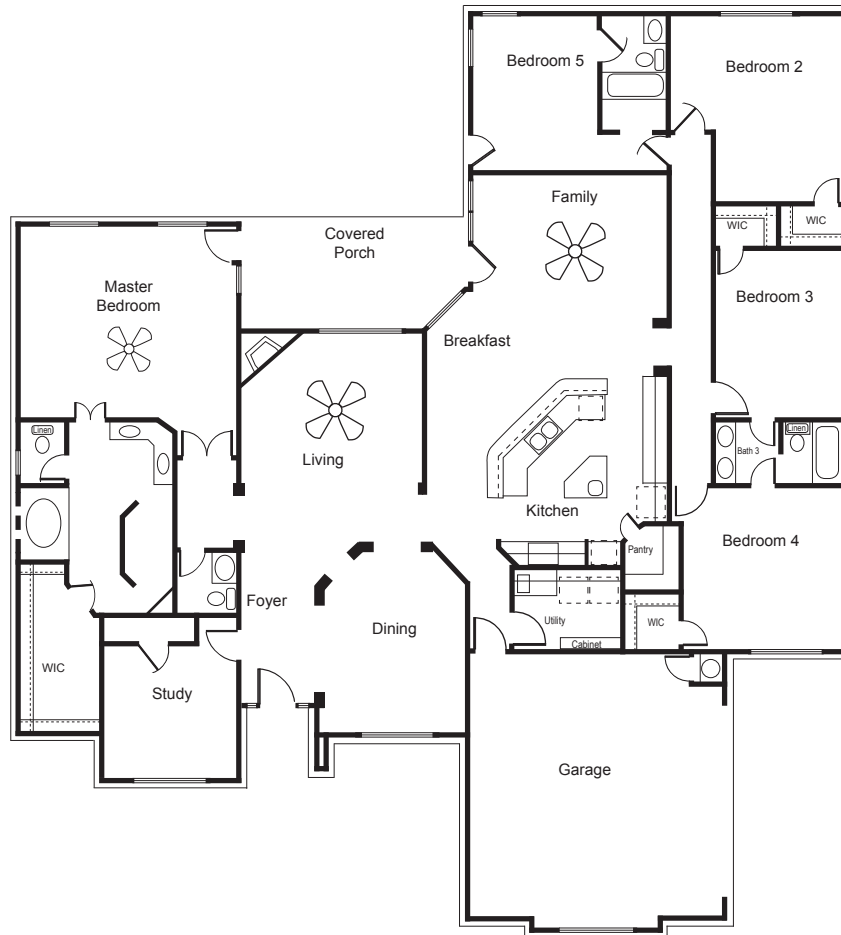 Bedroom 5
Bedroom 2
Family
WIC
WIC
Covered
Porch
Master
Bedroom
Bedroom 3
Breakfast
Linen
Living
Linen
Bath 3
Kitchen
Bedroom 4
Pantry
Foyer
Utility
WIC
Dining
Cabinet
WIC
Study
Garage